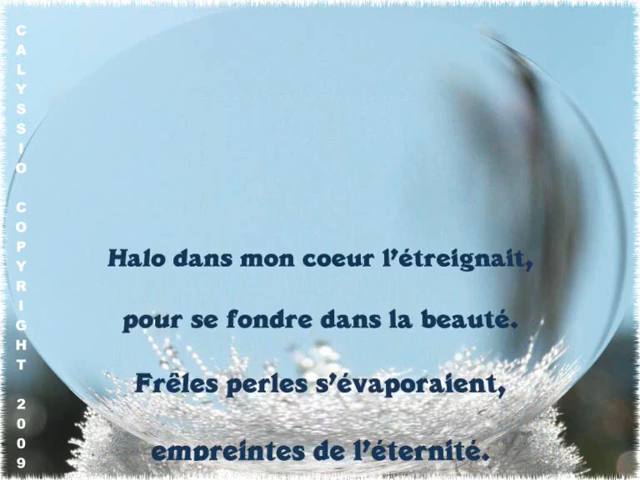 CALYSSIO COPYRIGHT 2009
Halo dans mon coeur l'étreignait,
pour se fondre dans la beauté.
Frêles perles s'évaporaient,
empreintes de l'éternité.